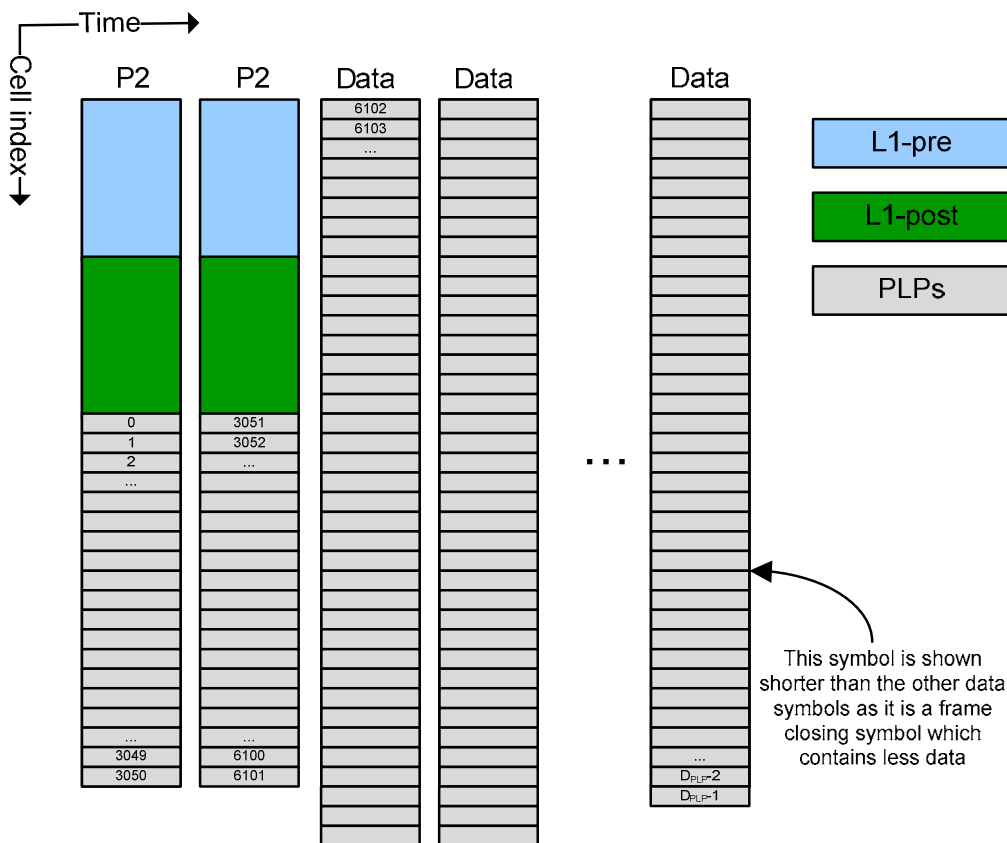 Time
Cell index
P2
P2
Data
Data
Data
0
1
2
...
...
3049
3050
3051
3052
...
...
6100
6101
6102
6103
...
...
...
D_PLP-2
D_PLP-1
L1-pre
L1-post
PLPs
This symbol is shown
shorter than the other data
symbols as it is a frame
closing symbol which
contains less data